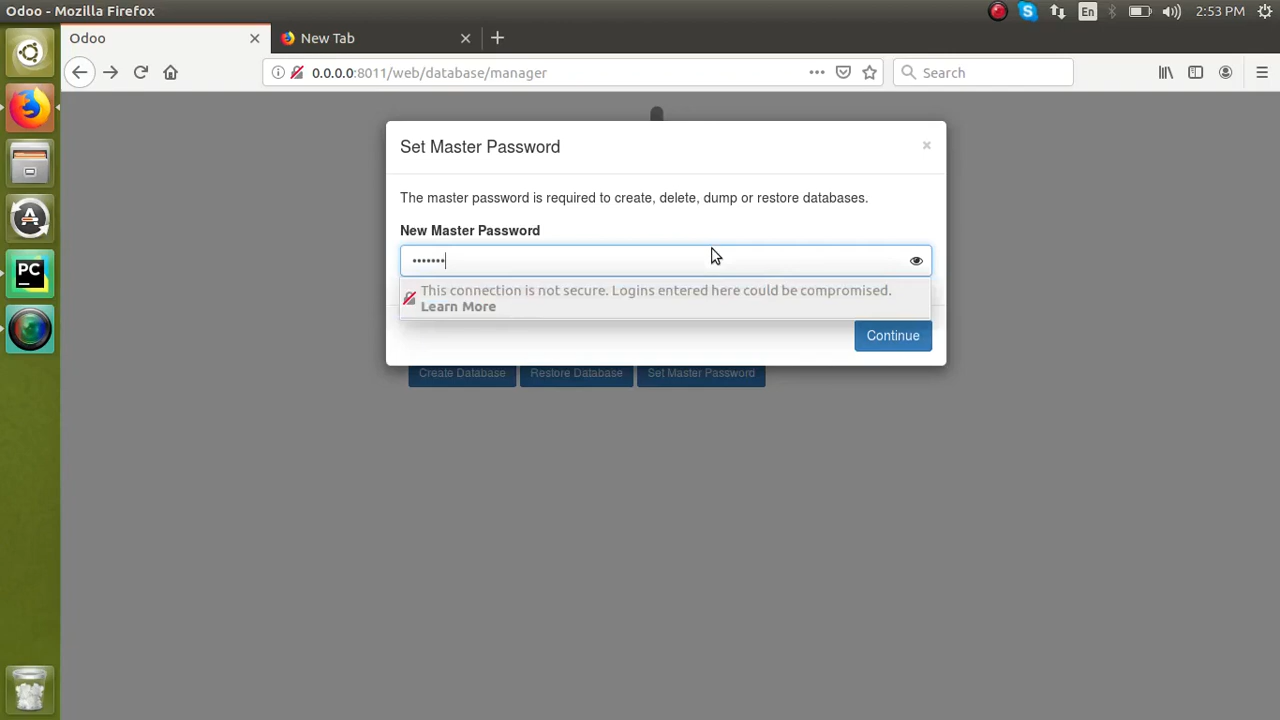 Odoo - Mozilla Firefox
En
2:53 PM
Odoo
New Tab
0.0.0.0:8011/web/database/manager
Search
Set Master Password
The master password is required to create, delete, dump or restore databases.
New Master Password
•••••••
This connection is not secure. Logins entered here could be compromised.
Learn More
Continue
Create Database
Restore Database
Set Master Password
PC